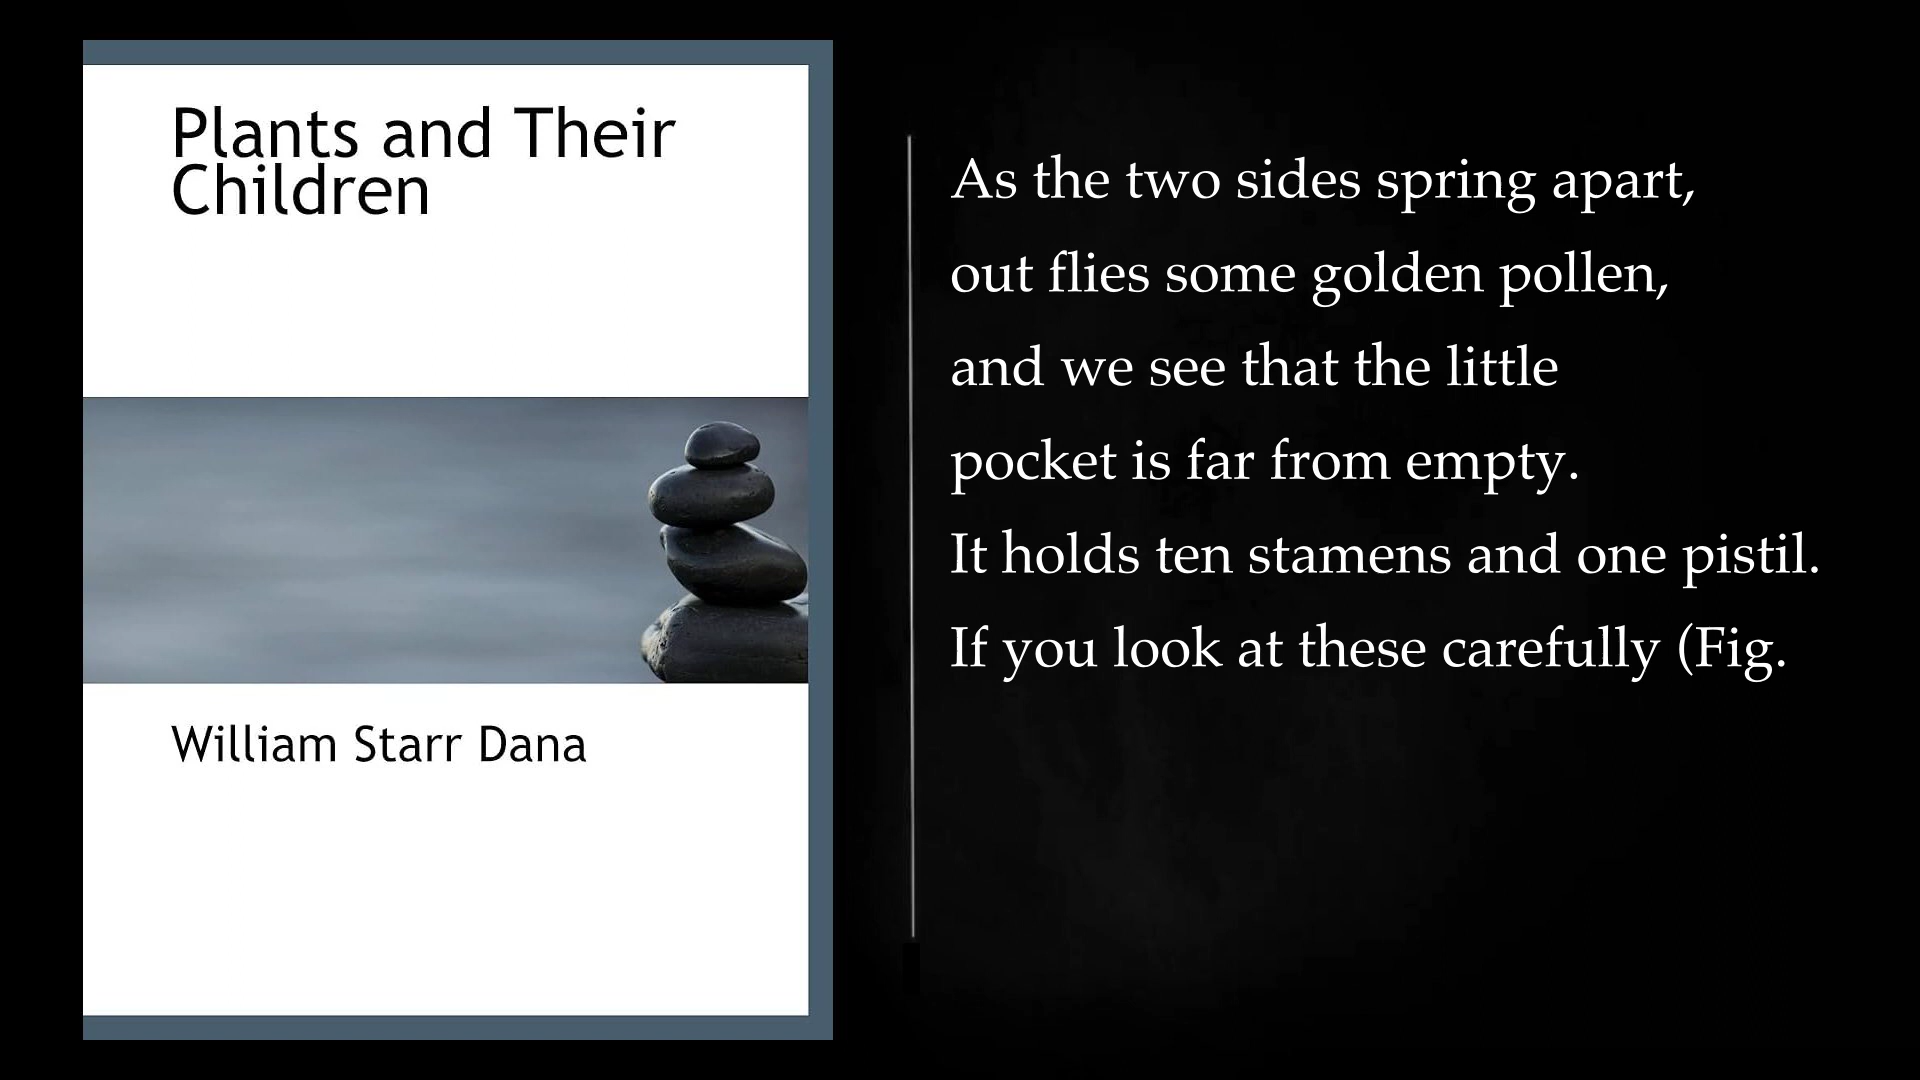 Plants and Their
Children
William Starr Dana
As the two sides spring apart,
out flies some golden pollen,
and we see that the little
pocket is far from empty.
It holds ten stamens and one pistil.
If you look at these carefully (Fig.